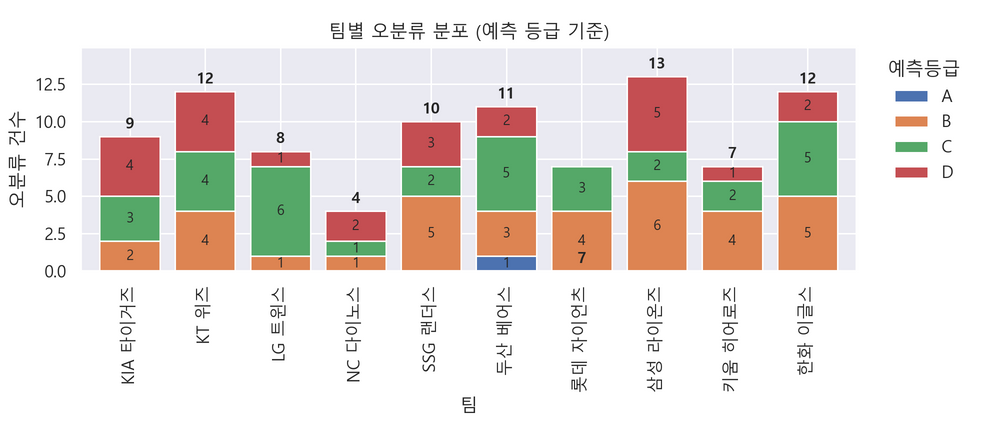 팀별 오분류 분포 (예측 등급 기준)
오분류 건수
12.5
10.0
7.5
5.0
2.5
0.0
9
4
3
2
12
4
4
4
8
1
6
1
4
2
1
1
10
3
2
5
11
2
5
3
1
3
4
7
13
5
2
6
7
1
2
4
12
2
5
5
KIA 타이거즈
KT 위즈
LG 트윈스
NC 다이노스
SSG 랜더스
두산 베어스
롯데 자이언츠
삼성 라이온즈
키움 히어로즈
한화 이글스
팀
예측등급
A
B
C
D